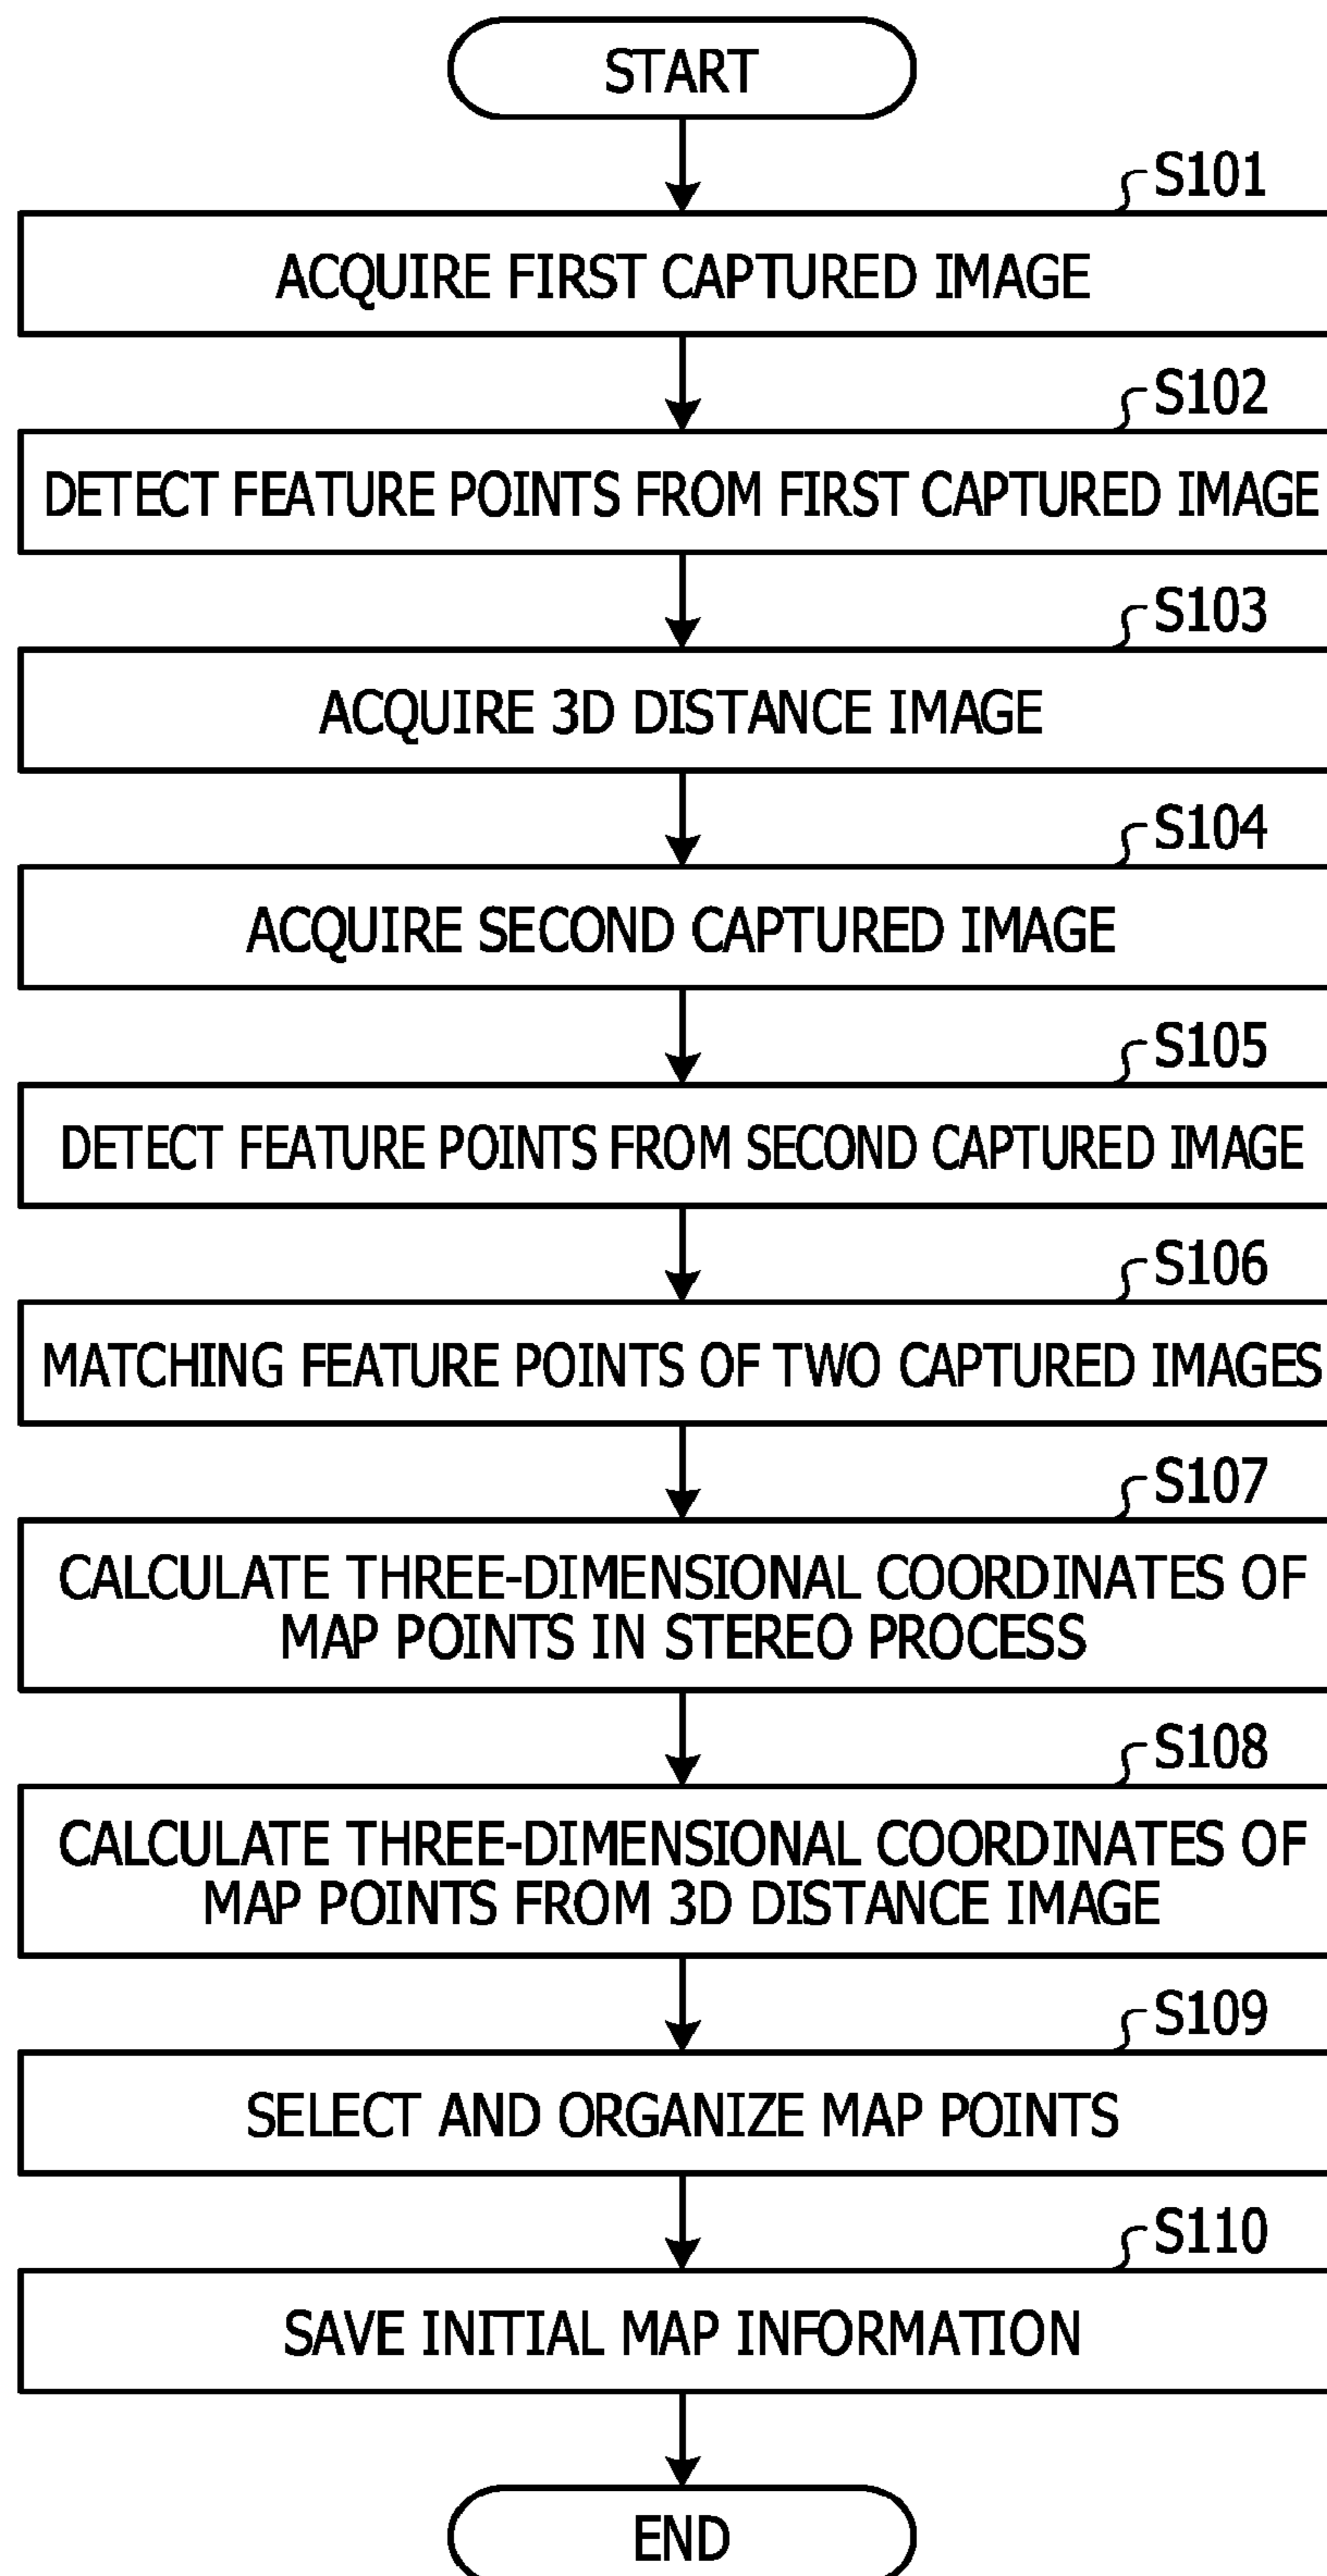 START
S101
ACQUIRE FIRST CAPTURED IMAGE
S102
DETECT FEATURE POINTS FROM FIRST CAPTURED IMAGE
S103
ACQUIRE 3D DISTANCE IMAGE
S104
ACQUIRE SECOND CAPTURED IMAGE
S105
DETECT FEATURE POINTS FROM SECOND CAPTURED IMAGE
S106
MATCHING FEATURE POINTS OF TWO CAPTURED IMAGES
S107
CALCULATE THREE-DIMENSIONAL COORDINATES OF
MAP POINTS IN STEREO PROCESS
S108
CALCULATE THREE-DIMENSIONAL COORDINATES OF
MAP POINTS FROM 3D DISTANCE IMAGE
S109
SELECT AND ORGANIZE MAP POINTS
S110
SAVE INITIAL MAP INFORMATION
END